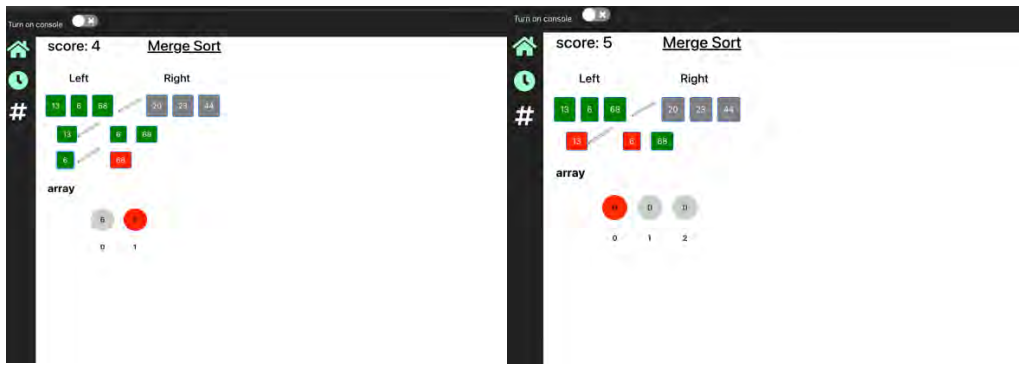 Turn on console
score: 4 Merge Sort
Left Right
#
13 6 68 20 23 44
13 6 68
6 68
array
6
0 1
Turn on console
score: 5 Merge Sort
Left Right
#
13 6 68 20 23 44
13 6 68
array
0 0
0 1 2